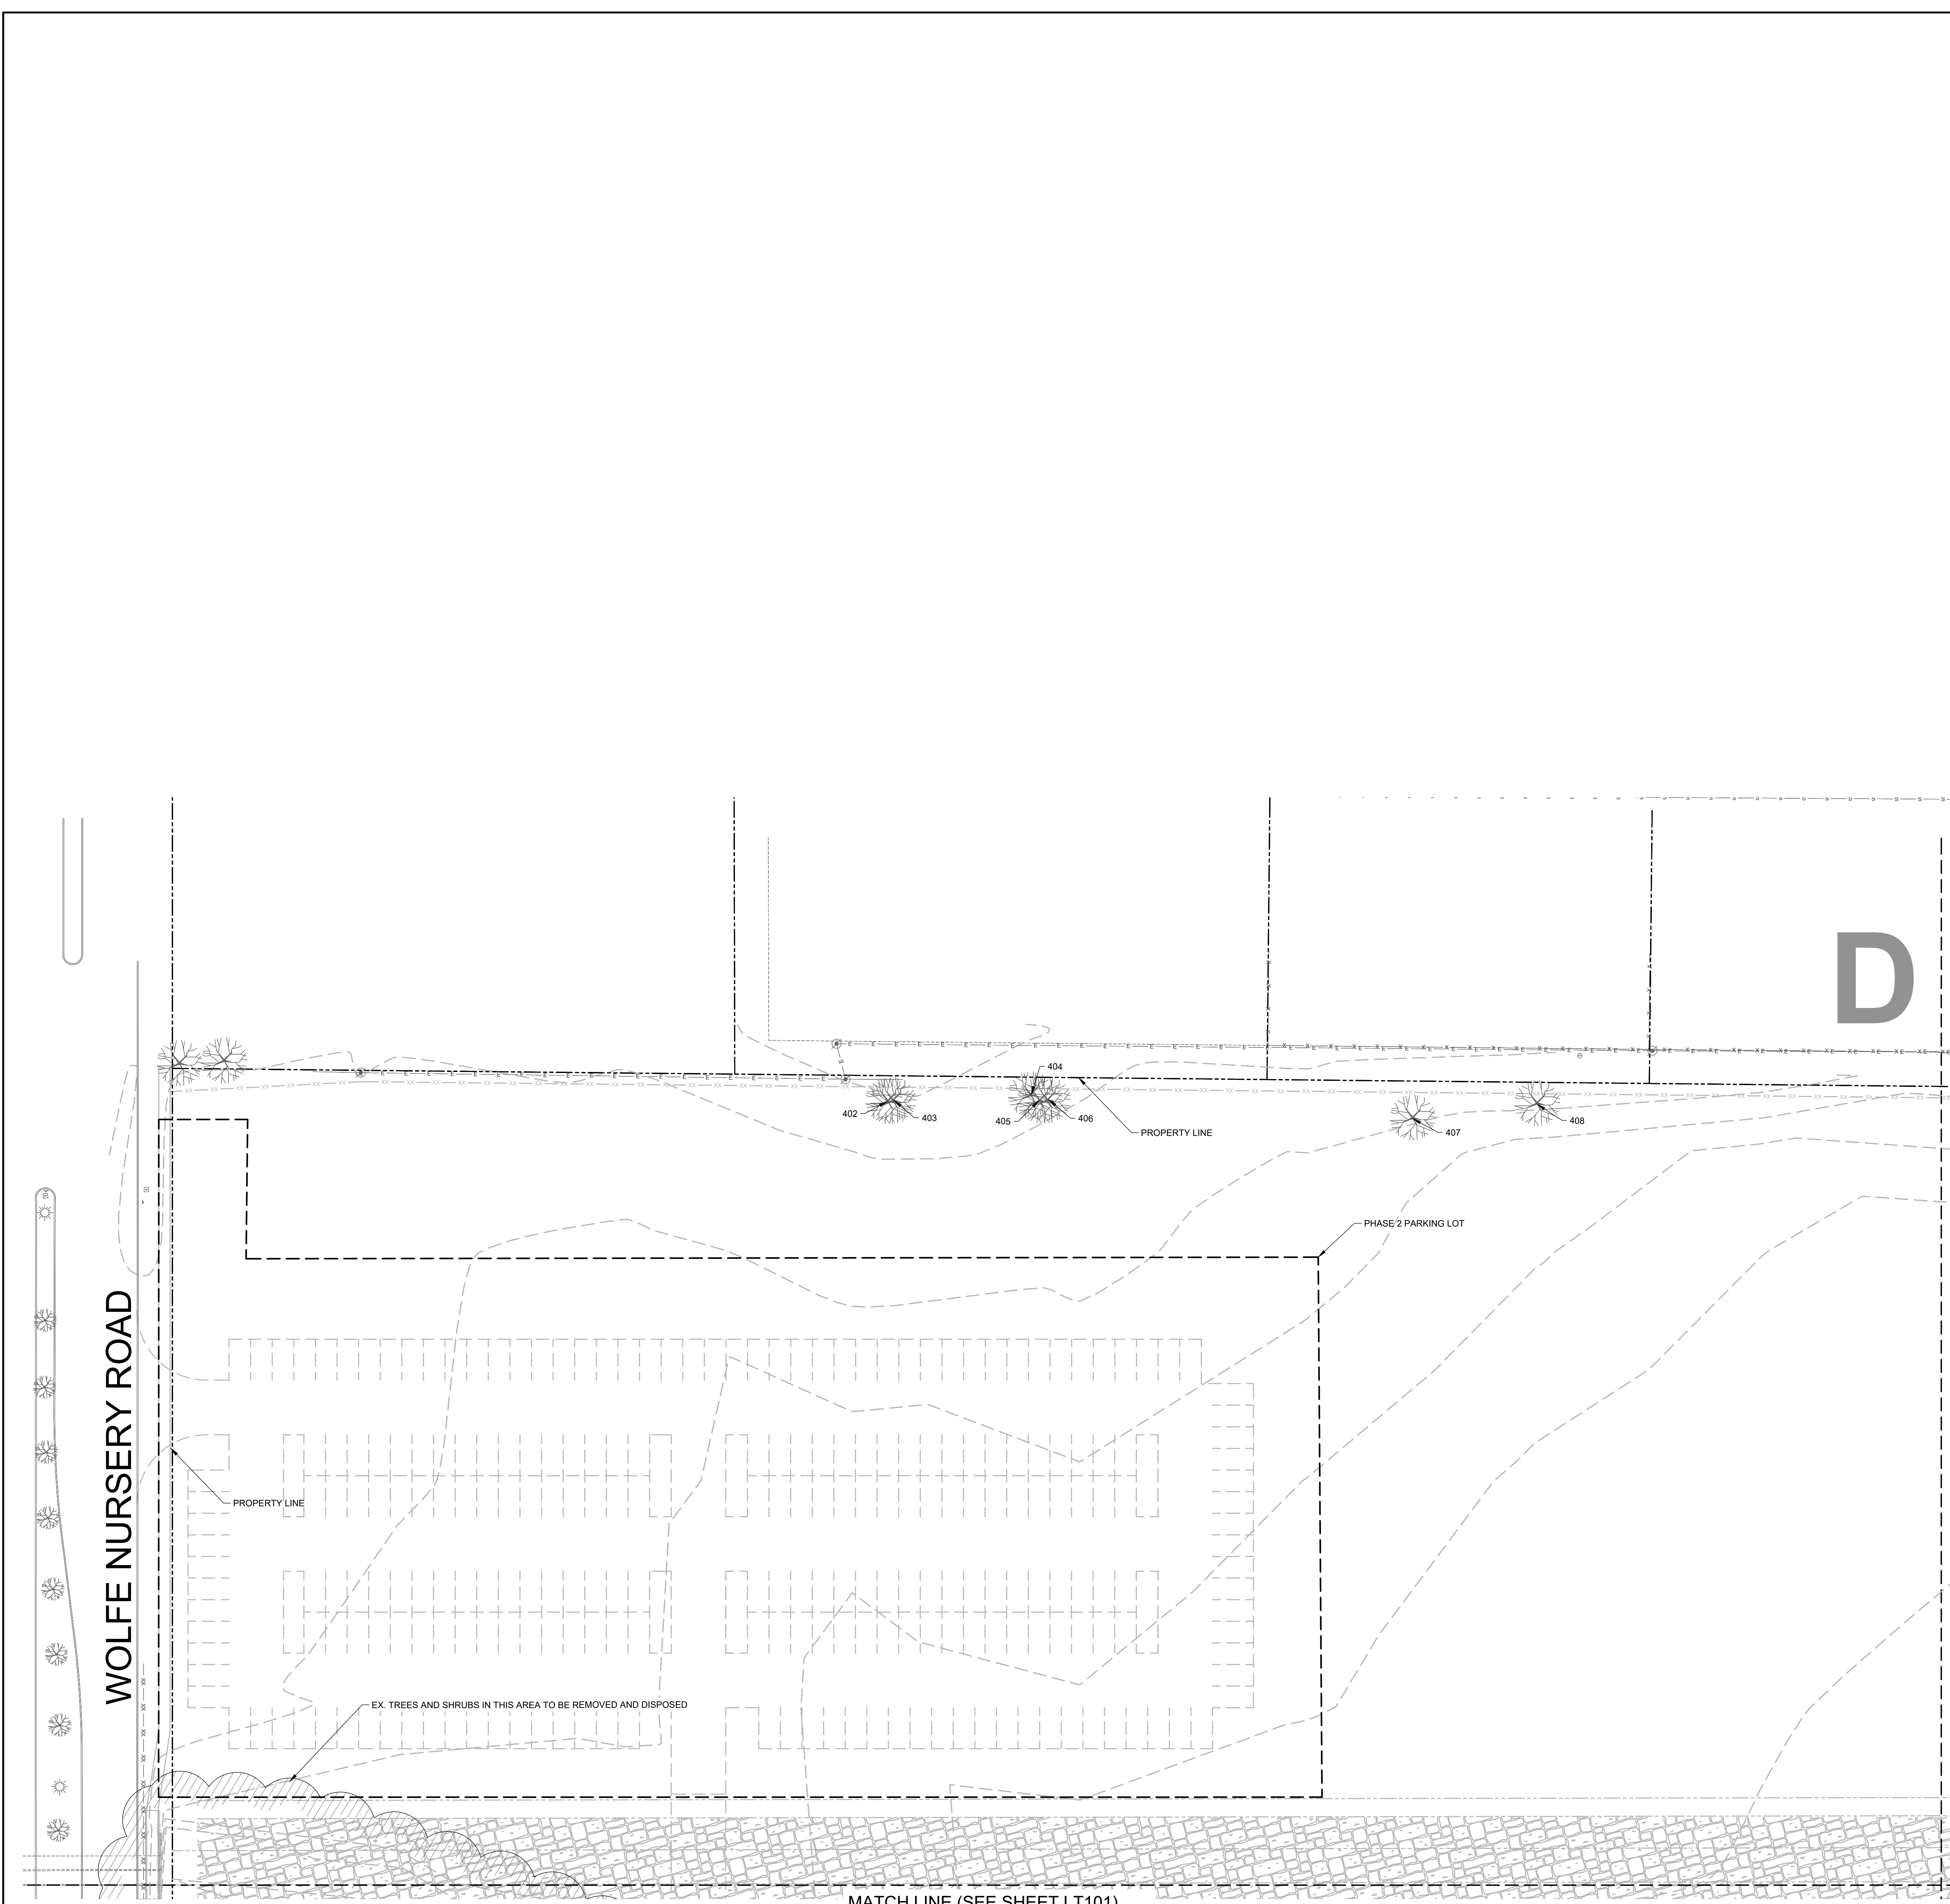 D
404
402
403
405
406
PROPERTY LINE
407
408
PHASE 2 PARKING LOT
WOLFE NURSERY ROAD
PROPERTY LINE
EX. TREES AND SHRUBS IN THIS AREA TO BE REMOVED AND DISPOSED
MATCH LINE (SEE SHEET LT101)